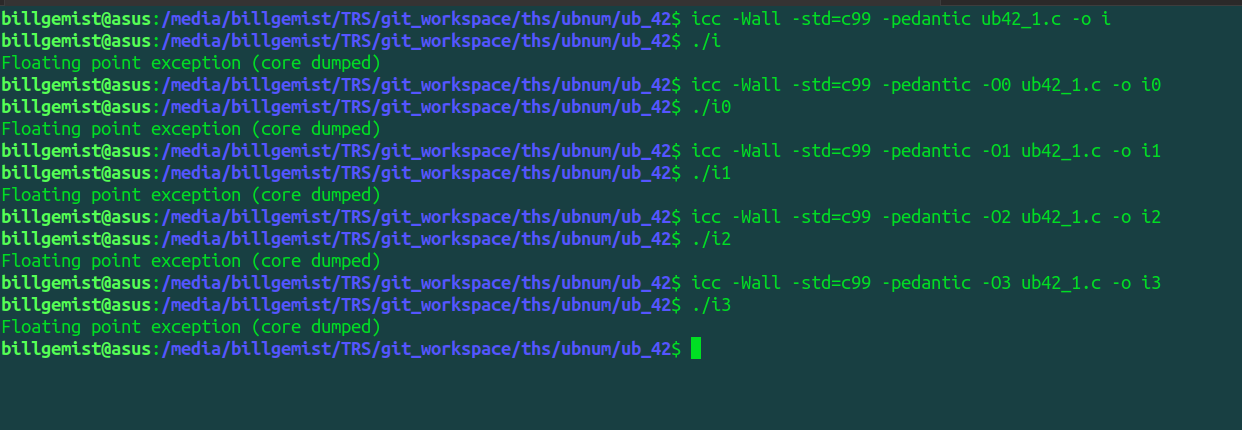 billgemist@asus:/media/billgemist/TRS/git_workspace/ths/ubnum/ub_42$ icc -Wall -std=c99 -pedantic ub42_1.c -o i
billgemist@asus:/media/billgemist/TRS/git_workspace/ths/ubnum/ub_42$ ./i
Floating point exception (core dumped)
billgemist@asus:/media/billgemist/TRS/git_workspace/ths/ubnum/ub_42$ icc -Wall -std=c99 -pedantic -O0 ub42_1.c -o i0
billgemist@asus:/media/billgemist/TRS/git_workspace/ths/ubnum/ub_42$ ./i0
Floating point exception (core dumped)
billgemist@asus:/media/billgemist/TRS/git_workspace/ths/ubnum/ub_42$ icc -Wall -std=c99 -pedantic -O1 ub42_1.c -o i1
billgemist@asus:/media/billgemist/TRS/git_workspace/ths/ubnum/ub_42$ ./i1
Floating point exception (core dumped)
billgemist@asus:/media/billgemist/TRS/git_workspace/ths/ubnum/ub_42$ icc -Wall -std=c99 -pedantic -O2 ub42_1.c -o i2
billgemist@asus:/media/billgemist/TRS/git_workspace/ths/ubnum/ub_42$ ./i2
Floating point exception (core dumped)
billgemist@asus:/media/billgemist/TRS/git_workspace/ths/ubnum/ub_42$ icc -Wall -std=c99 -pedantic -O3 ub42_1.c -o i3
billgemist@asus:/media/billgemist/TRS/git_workspace/ths/ubnum/ub_42$ ./i3
Floating point exception (core dumped)
billgemist@asus:/media/billgemist/TRS/git_workspace/ths/ubnum/ub_42$